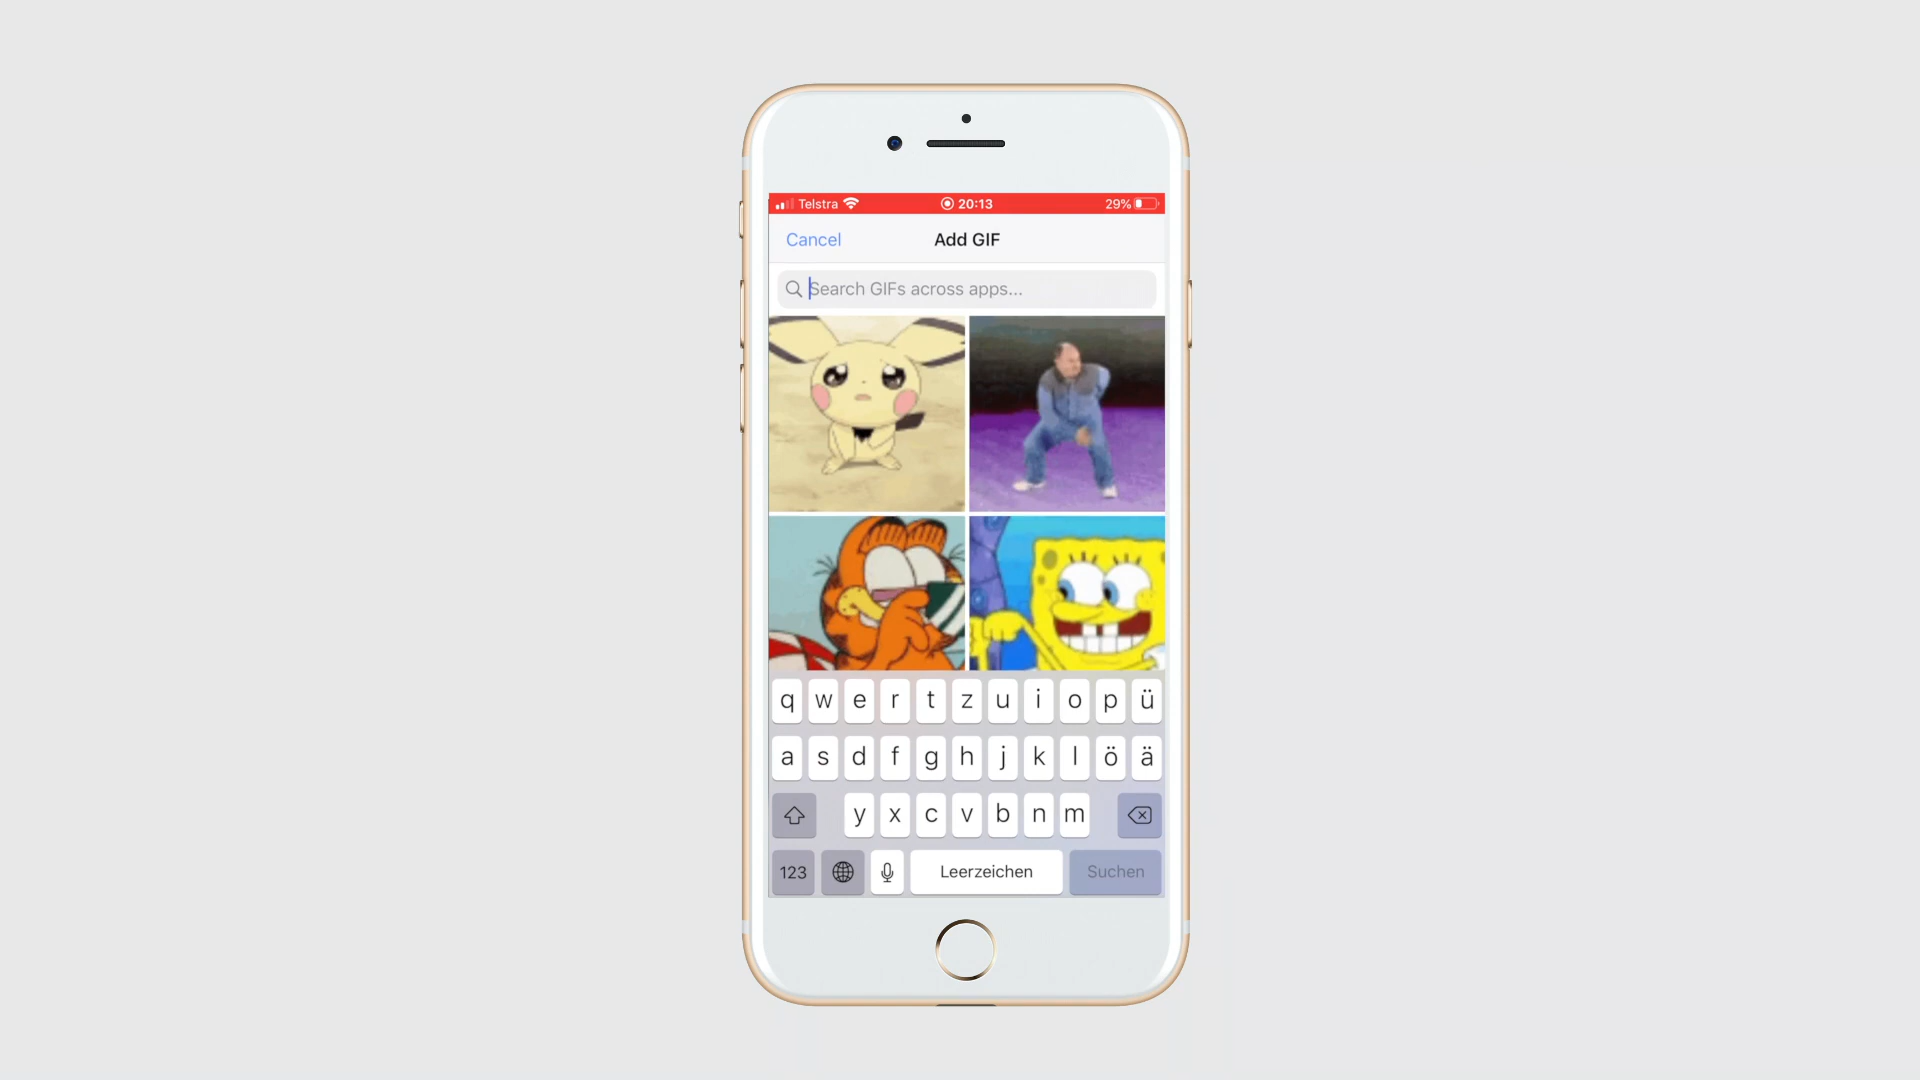 Telstra 20:13 29%
Cancel Add GIF
Search GIFs across apps...
q w e r t z u i o p ü
a s d f g h j k l ö ä
y x c v b n m
123 Leerzeichen Suchen